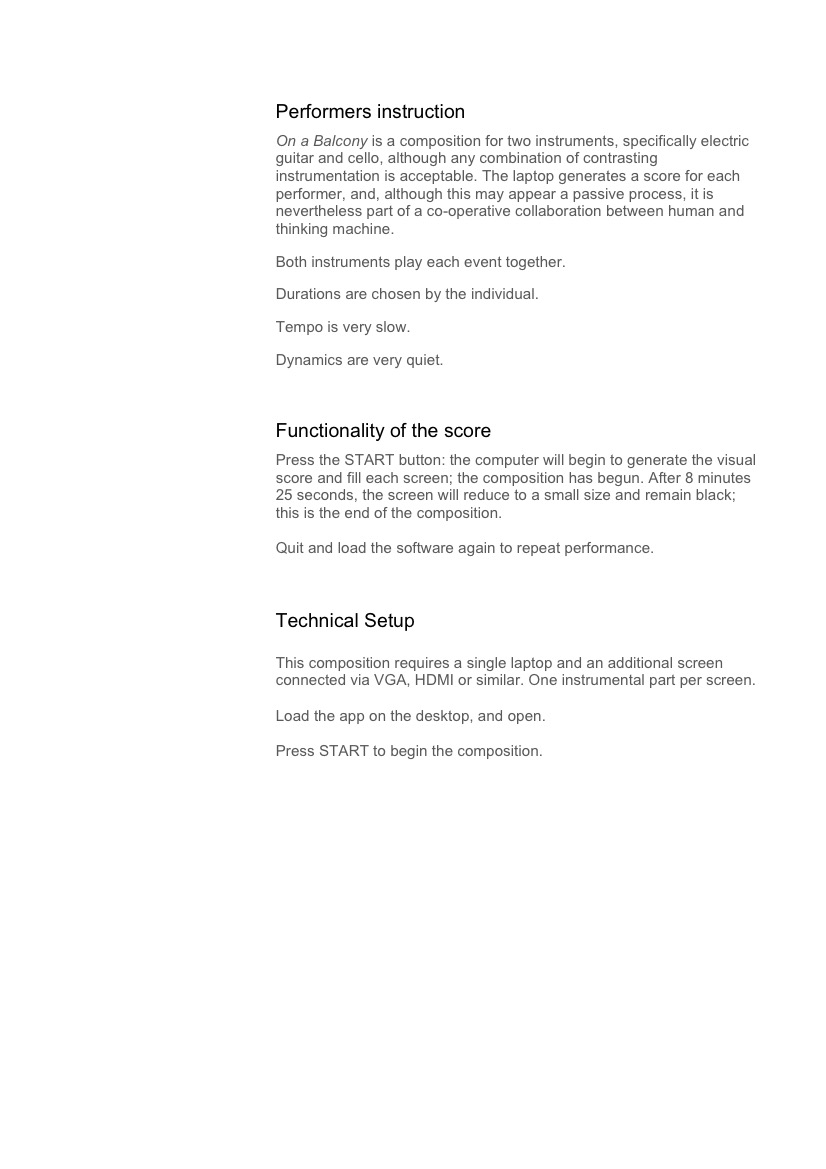 Performers instruction
On a Balcony is a composition for two instruments, specifically electric
guitar and cello, although any combination of contrasting
instrumentation is acceptable. The laptop generates a score for each
performer, and, although this may appear a passive process, it is
nevertheless part of a co-operative collaboration between human and
thinking machine.
Both instruments play each event together.
Durations are chosen by the individual.
Tempo is very slow.
Dynamics are very quiet.
Functionality of the score
Press the START button: the computer will begin to generate the visual
score and fill each screen; the composition has begun. After 8 minutes
25 seconds, the screen will reduce to a small size and remain black;
this is the end of the composition.
Quit and load the software again to repeat performance.
Technical Setup
This composition requires a single laptop and an additional screen
connected via VGA, HDMI or similar. One instrumental part per screen.
Load the app on the desktop, and open.
Press START to begin the composition.